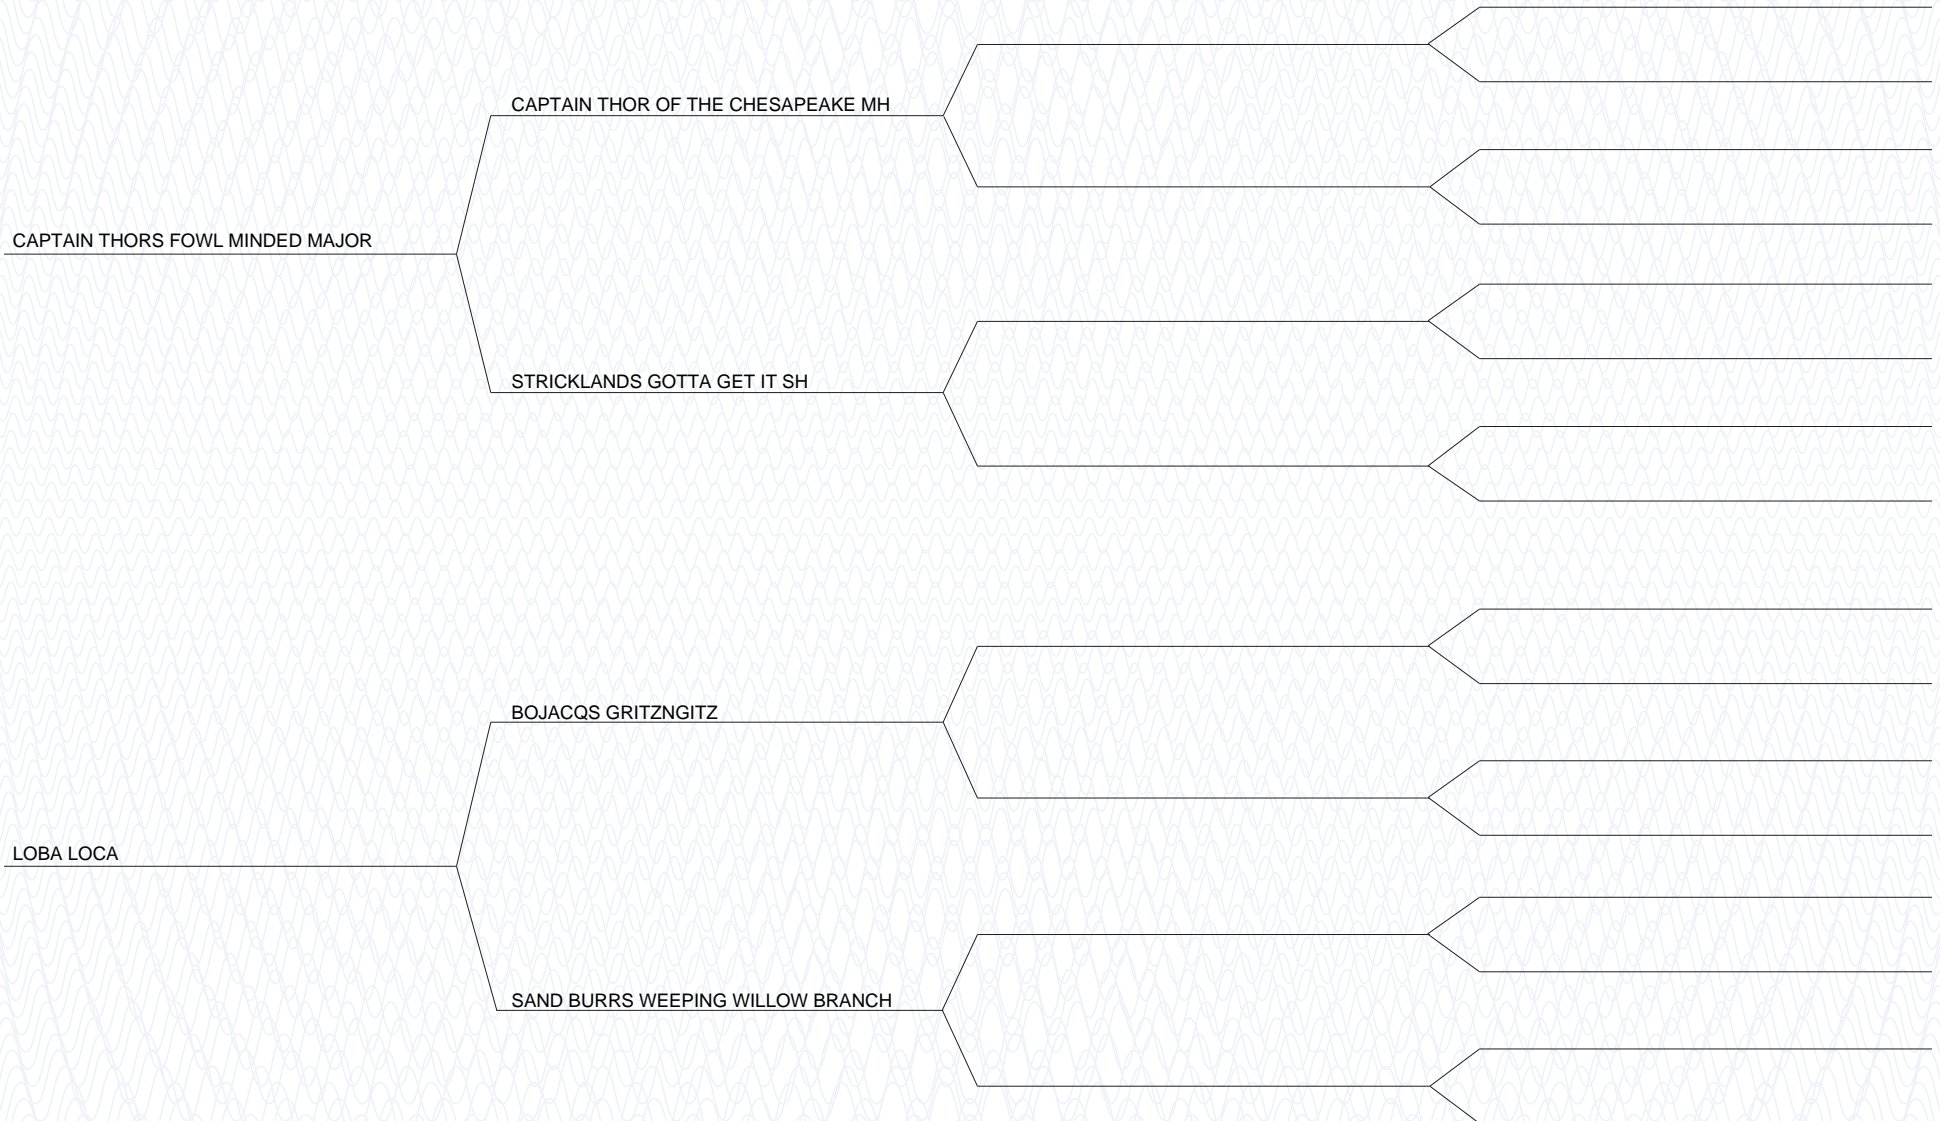 CAPTAIN THOR OF THE CHESAPEAKE MH
CAPTAIN THORS FOWL MINDED MAJOR
STRICKLANDS GOTTA GET IT SH
BOJACQS GRITZNGITZ
LOBA LOCA
SAND BURRS WEEPING WILLOW BRANCH